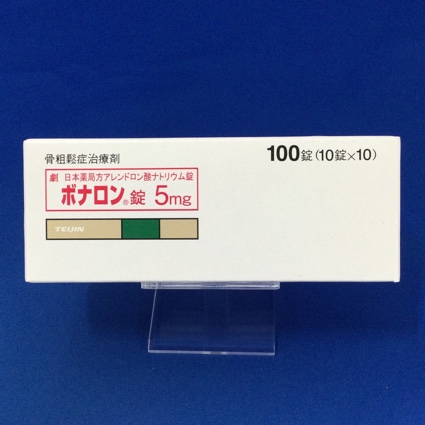 骨粗鬆症治療剤
100錠(10錠×10)
劇 日本薬局方アレンドロン酸ナトリウム錠
ボナロン®錠 5mg
TEIJIN